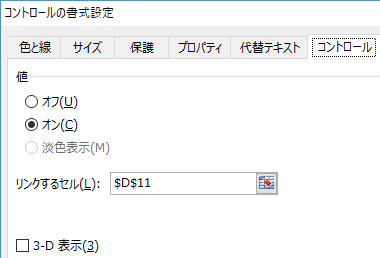 コントロールの書式設定
色と線 サイズ 保護 プロパティ 代替テキスト コントロール
値
オフ(U)
オン(C)
淡色表示(M)
リンクするセル(L): $D$11
3-D 表示(3)